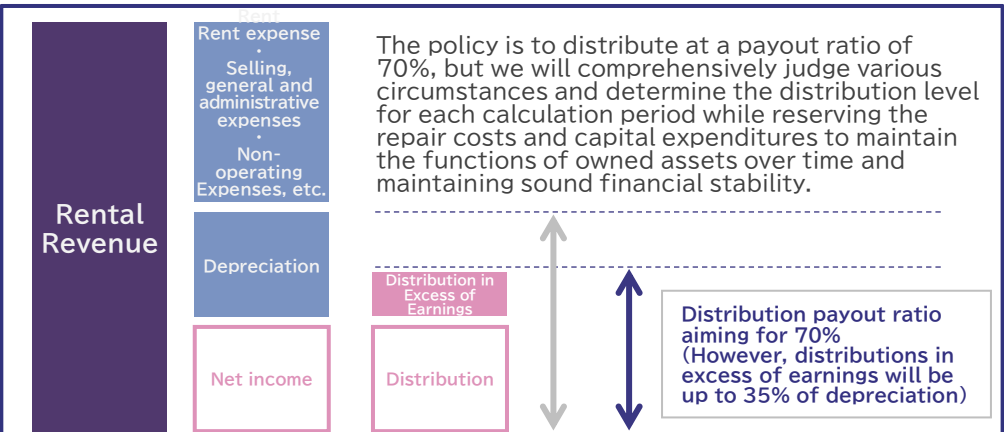 Rental
Revenue
Rent
Rent expense
・
Selling,
general and
administrative
expenses
・
Non-
operating
Expenses, etc.
Depreciation
Net income
Distribution in
Excess of
Earnings
Distribution
The policy is to distribute at a payout ratio of
70%, but we will comprehensively judge various
circumstances and determine the distribution level
for each calculation period while reserving the
repair costs and capital expenditures to maintain
the functions of owned assets over time and
maintaining sound financial stability.
Distribution payout ratio
aiming for 70%
(However, distributions in
excess of earnings will be
up to 35% of depreciation)